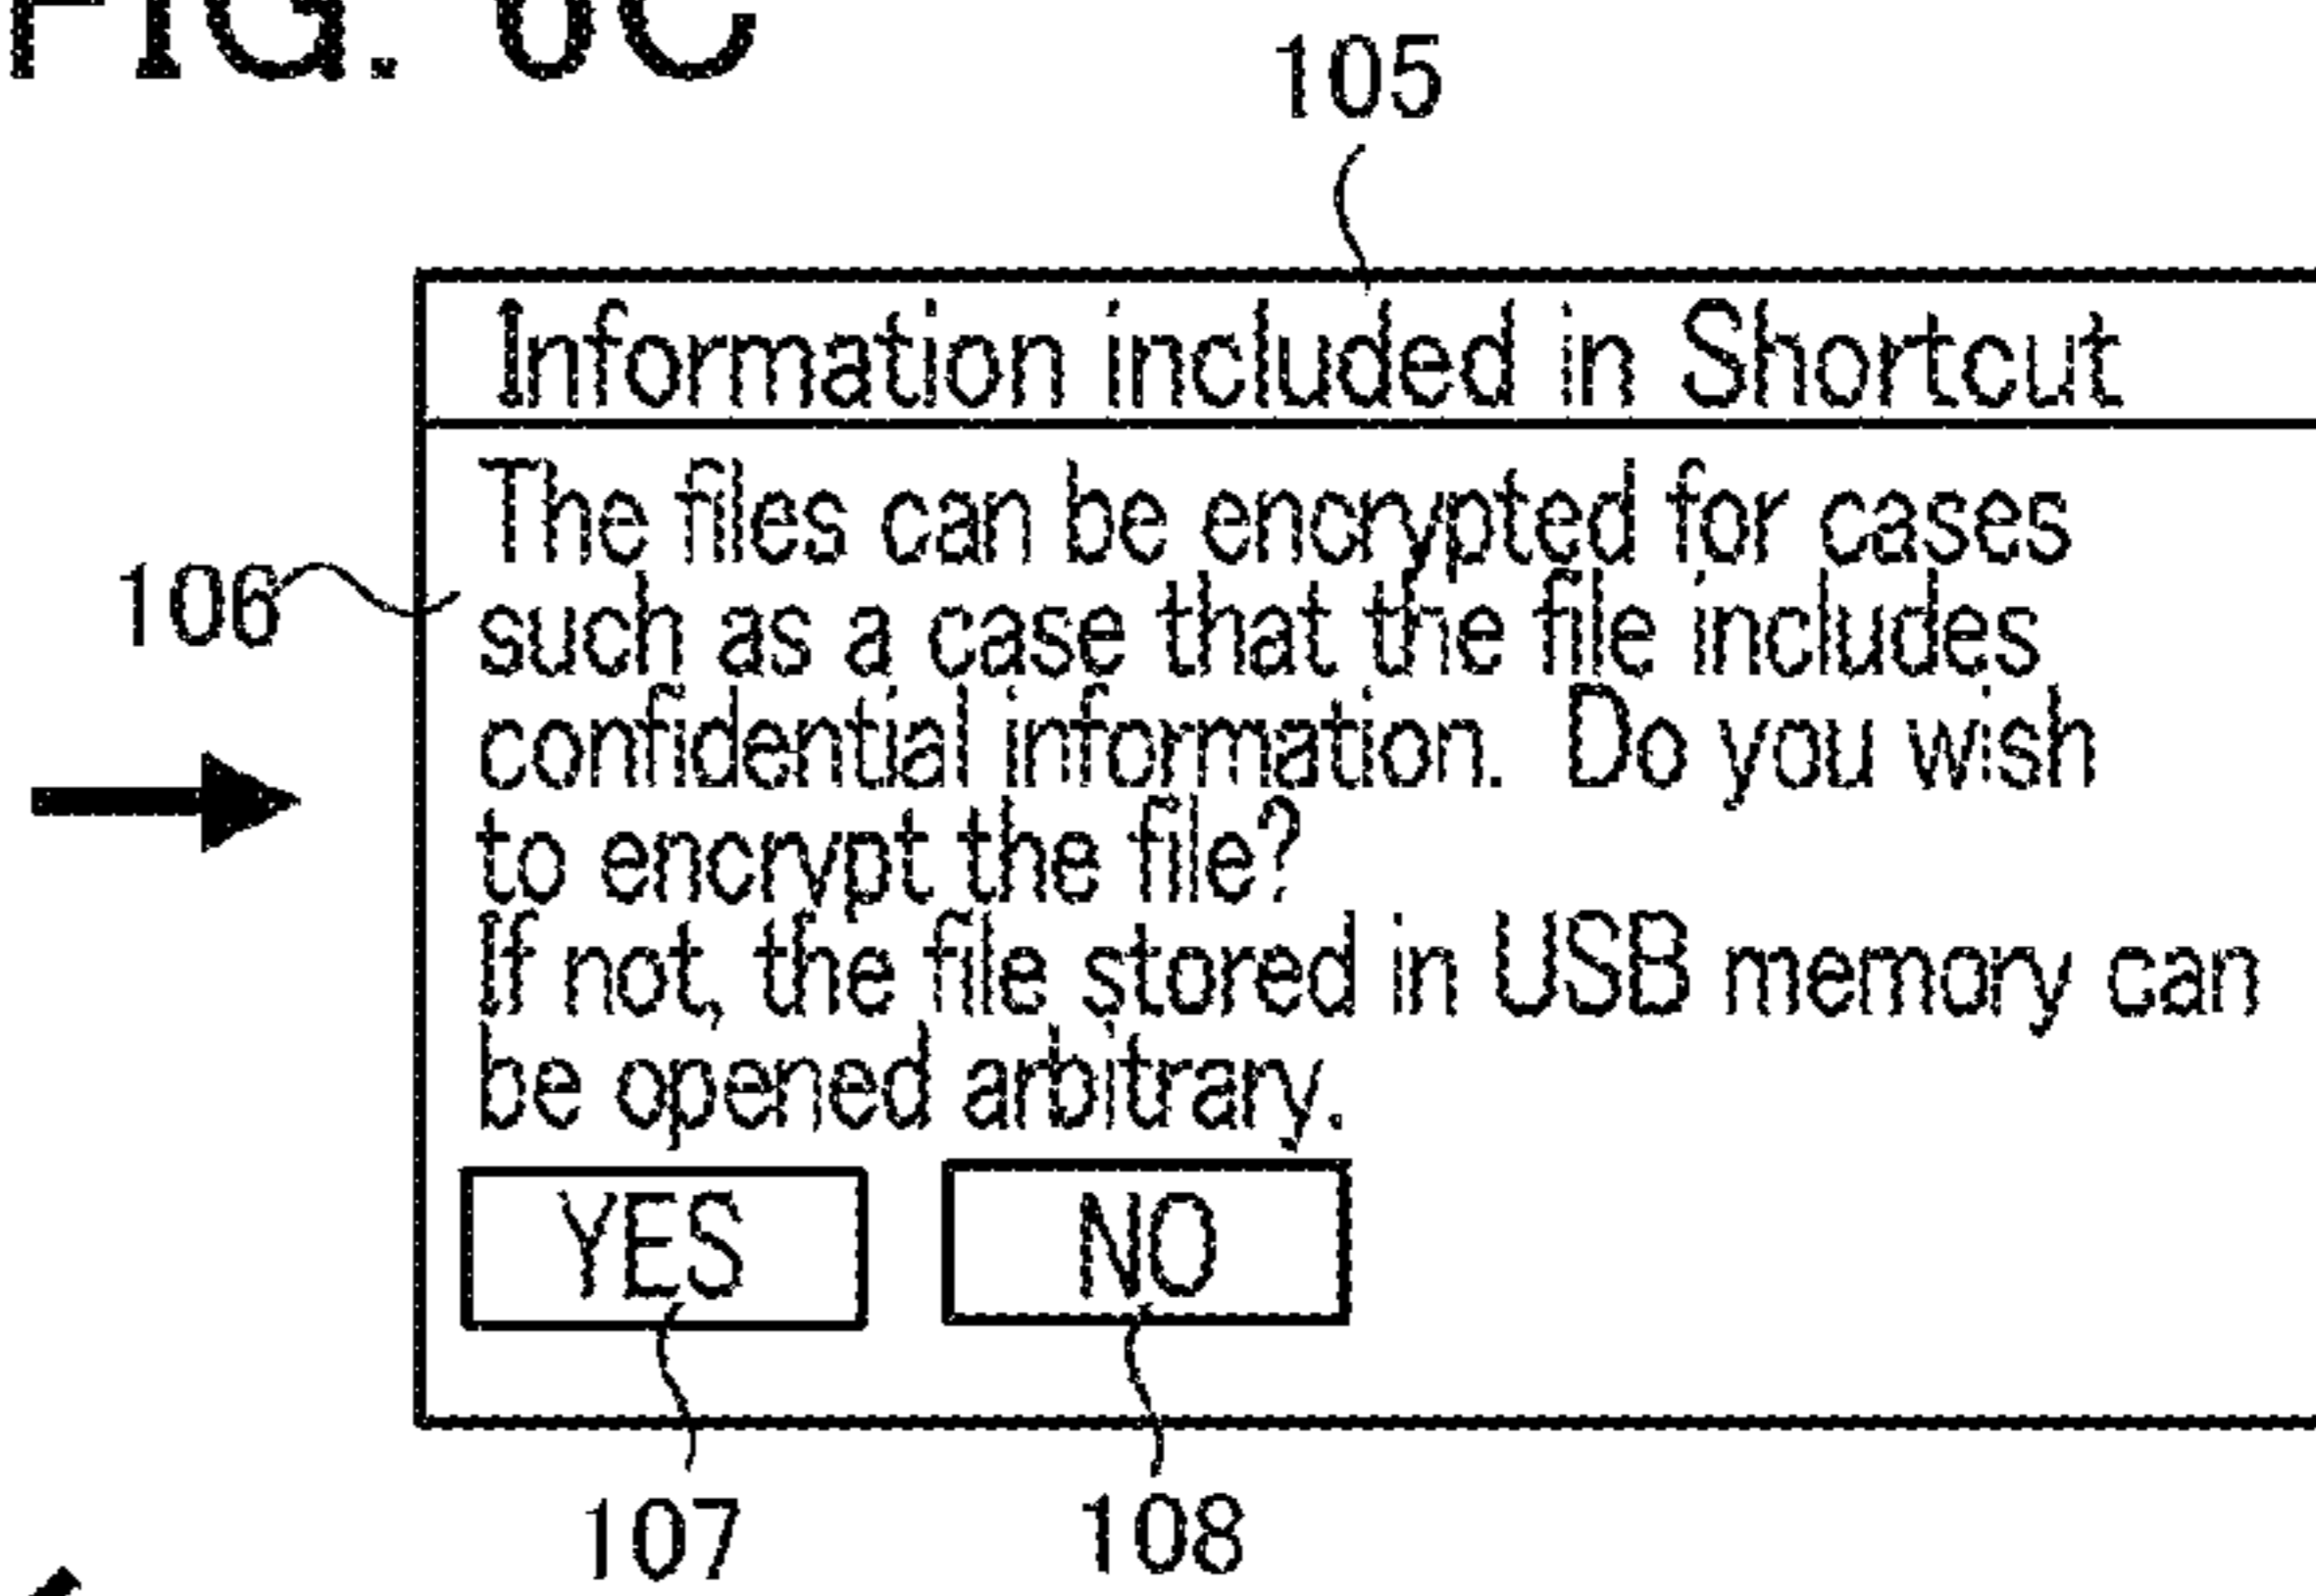 105
Information included in Shortcut
The files can be encrypted for cases
106
such as a case that the file includes
confidential information. Do you wish
to encrypt the file?
If not, the file stored in USB memory can
be opened arbitrary.
YES NO
107 108